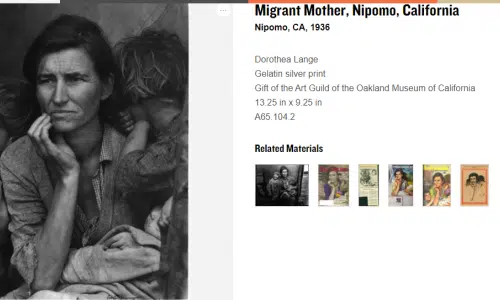 Migrant Mother, Nipomo, California
Nipomo, CA, 1936
Dorothea Lange
Gelatin silver print
Gift of the Art Guild of the Oakland Museum of California
13.25 in x 9.25 in
A65.104.2
Related Materials